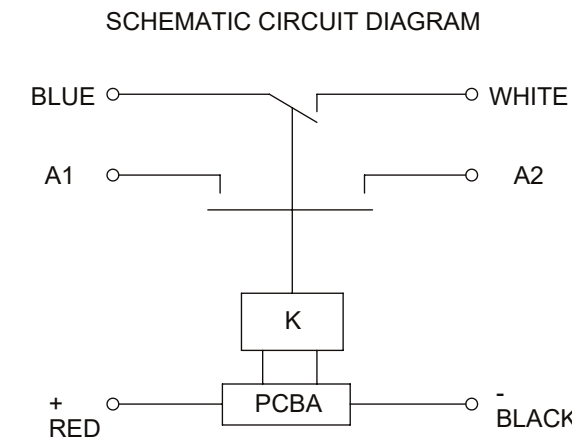 SCHEMATIC CIRCUIT DIAGRAM
BLUE
WHITE
A1
A2
K
+
RED
PCBA
-
BLACK